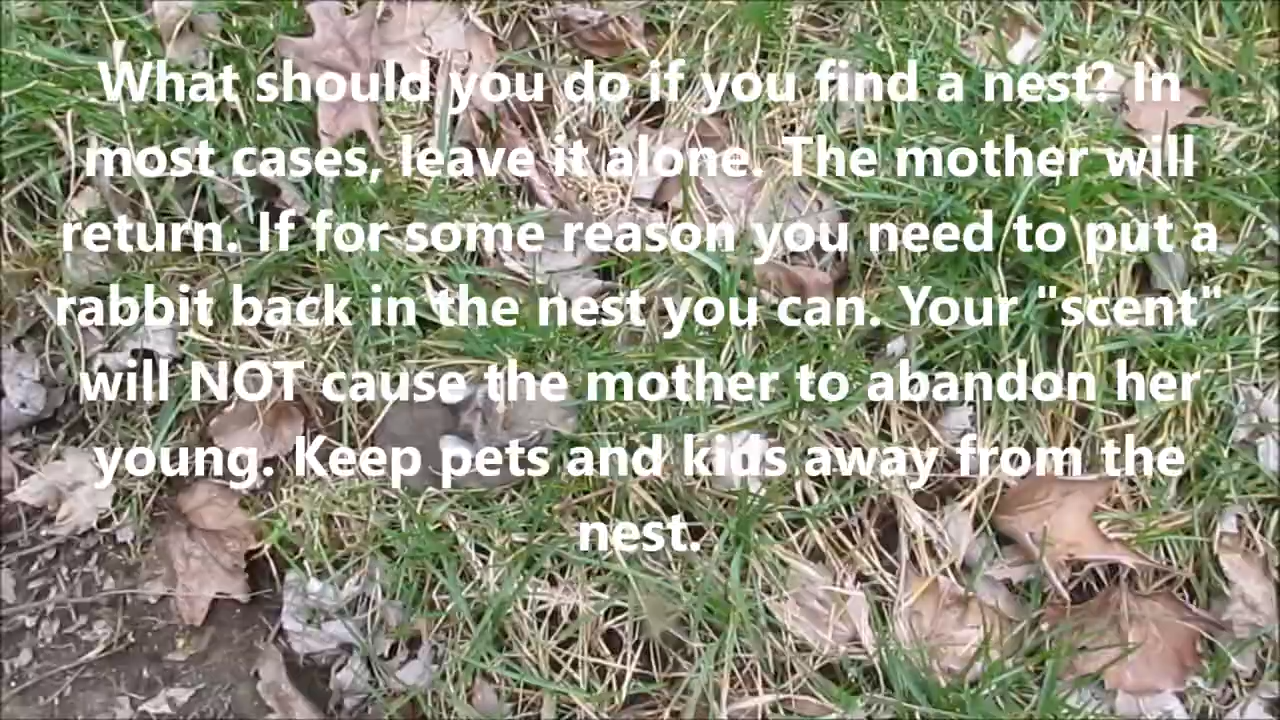 What should you do if you find a nest? In
most cases, leave it alone. The mother will
return. If for some reason you need to put a
rabbit back in the nest you can. Your "scent"
will NOT cause the mother to abandon her
young. Keep pets and kids away from the
nest.